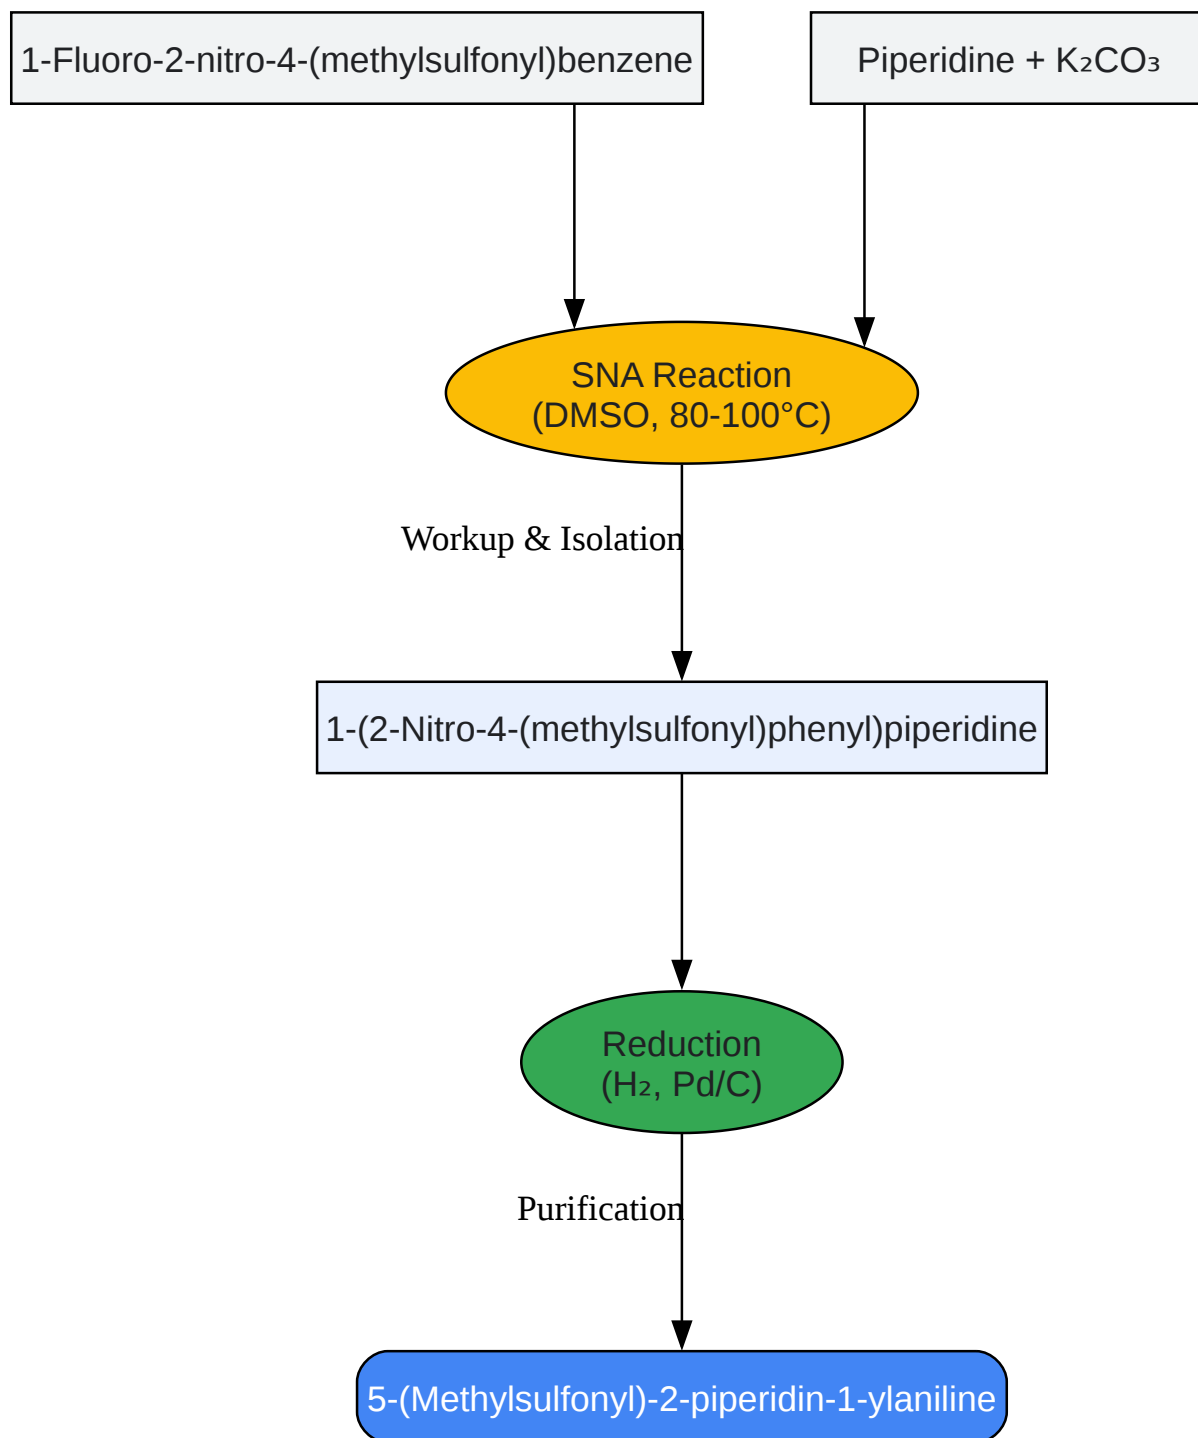 1-Fluoro-2-nitro-4-(methylsulfonyl)benzene
Piperidine + K₂CO₃
SNA Reaction
(DMSO, 80-100°C)
Workup & Isolation
1-(2-Nitro-4-(methylsulfonyl)phenyl)piperidine
Reduction
(H₂, Pd/C)
Purification
5-(Methylsulfonyl)-2-piperidin-1-ylaniline